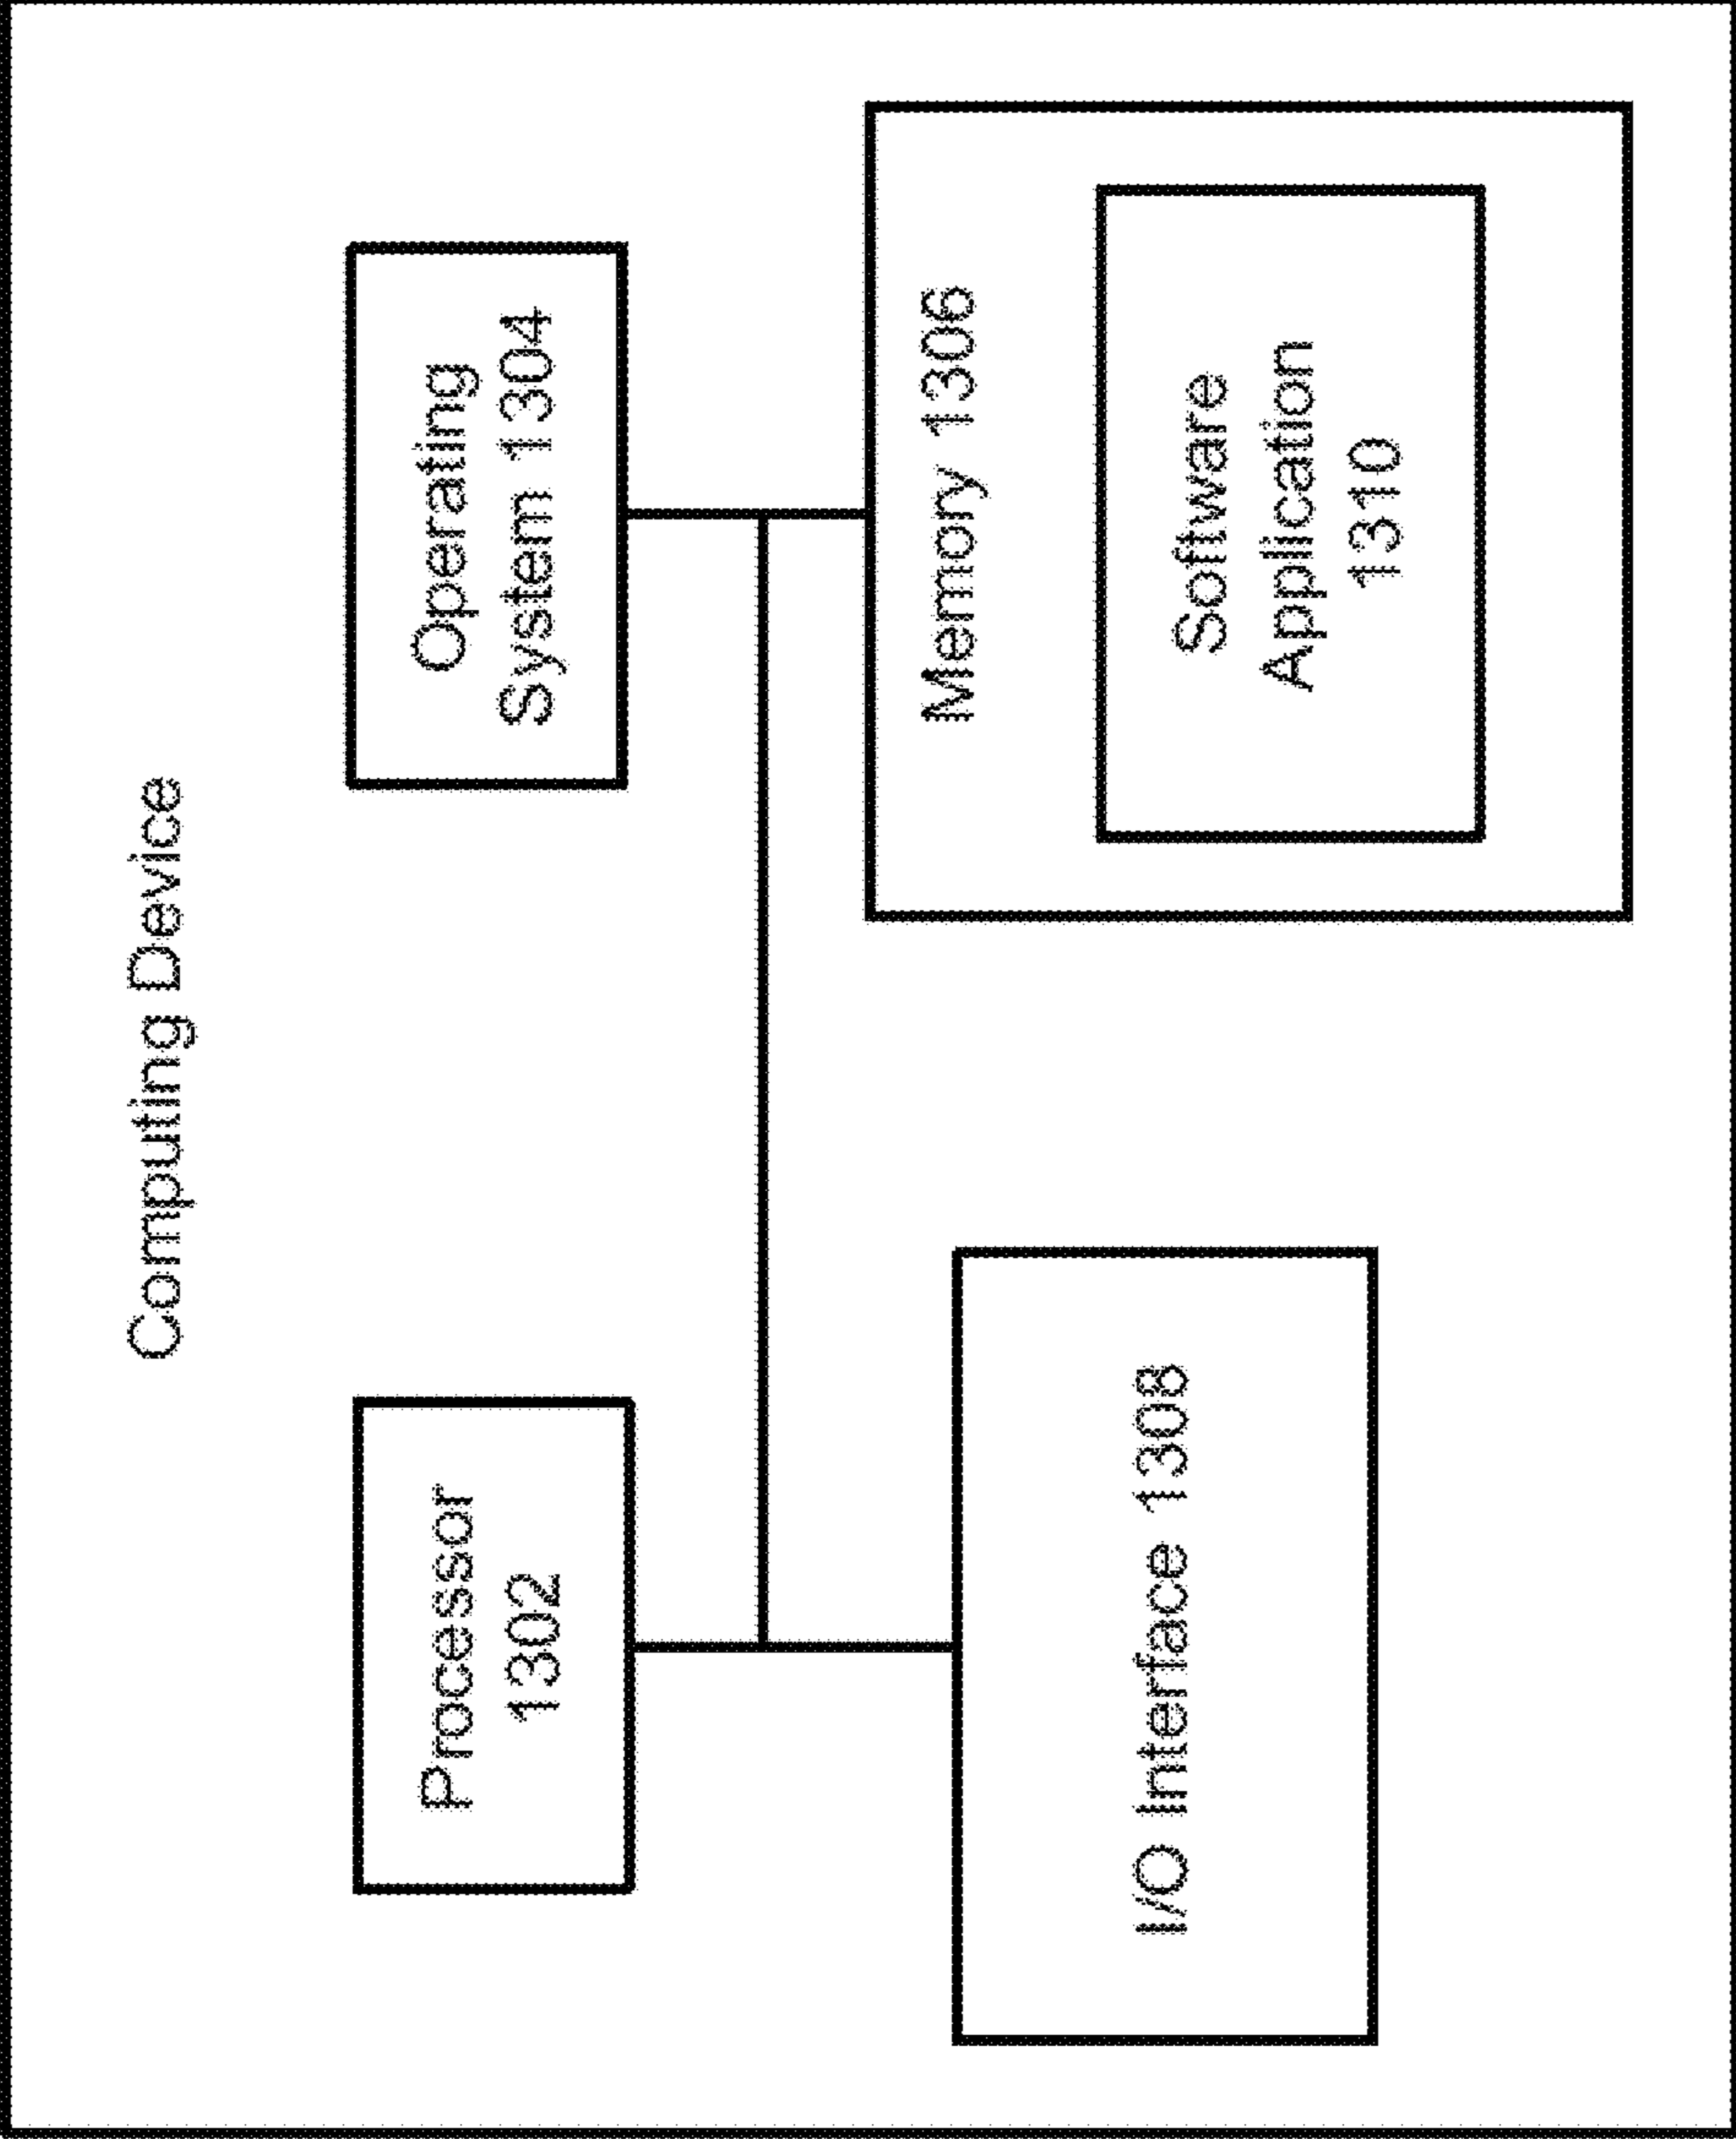 Computing Device
Processor
1302
Operating
System 1304
I/O Interface 1308
Memory 1306
Software
Application
1310